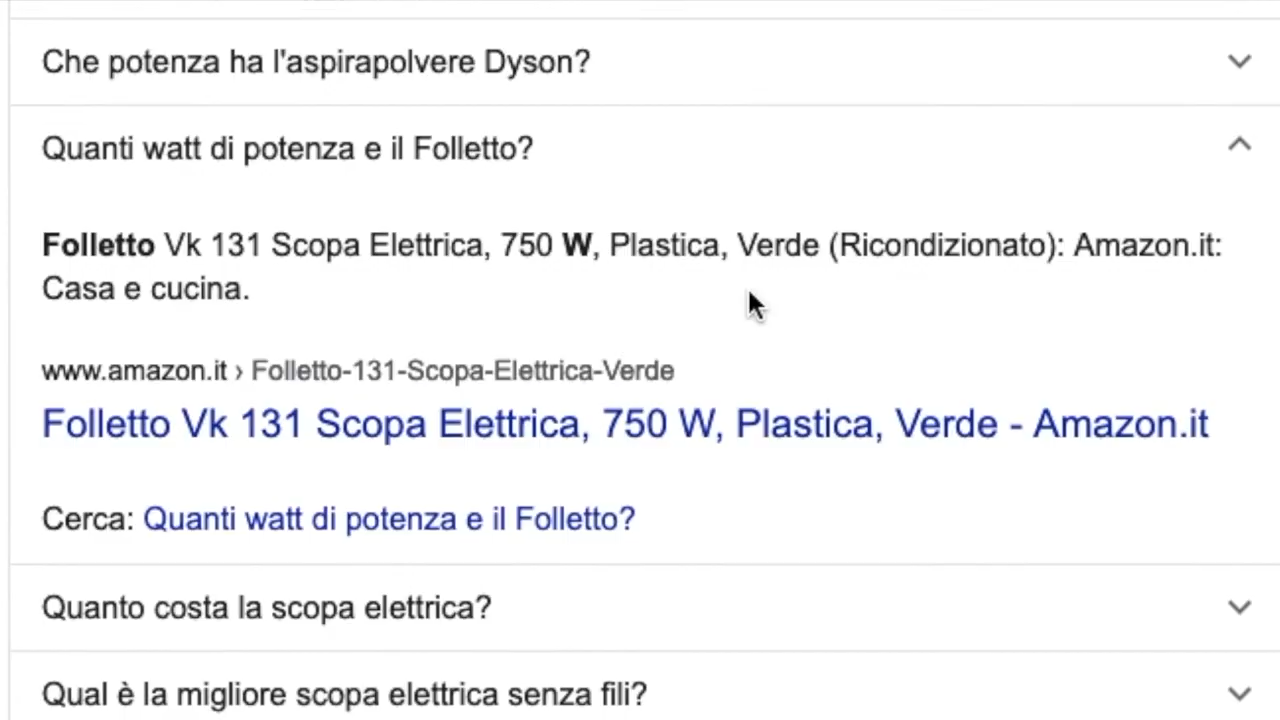 Che potenza ha l'aspirapolvere Dyson?
Quanti watt di potenza e il Folletto?
Folletto Vk 131 Scopa Elettrica, 750 W, Plastica, Verde (Ricondizionato): Amazon.it:
Casa e cucina.
www.amazon.it › Folletto-131-Scopa-Elettrica-Verde
Folletto Vk 131 Scopa Elettrica, 750 W, Plastica, Verde - Amazon.it
Cerca: Quanti watt di potenza e il Folletto?
Quanto costa la scopa elettrica?
Qual è la migliore scopa elettrica senza fili?